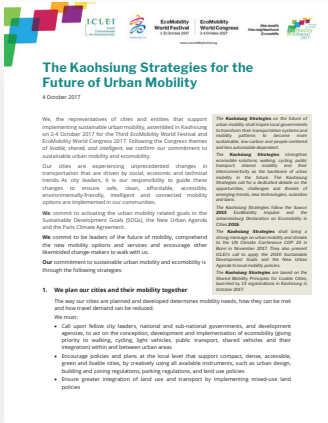 ICLEI
EcoMobility
World Festival
1-31 October 2017
EcoMobility
World Congress
2-4 October 2017
The Kaohsiung Strategies for the
Future of Urban Mobility
4 October 2017
We, the representatives of cities and entities that support
implementing sustainable urban mobility, assembled in Kaohsiung
on 2-4 October 2017 for the Third EcoMobility World Festival and
EcoMobility World Congress 2017. Following the Congress themes
of livable, shared, and intelligent, we confirm our commitment to
sustainable urban mobility and ecomobility.
Our cities are experiencing unprecedented changes in
transportation that are driven by social, economic and technical
trends. As city leaders, it is our responsibility to guide these
changes to ensure safe, clean, affordable, accessible,
environmentally-friendly, intelligent and connected mobility
options are implemented in our communities.
We commit to activating the urban mobility related goals in the
Sustainable Development Goals (SDGs), the New Urban Agenda
and the Paris Climate Agreement.
We commit to be leaders of the future of mobility, comprehend
the new mobility options and services and encourage other
likeminded change-makers to walk with us.
Our commitment to sustainable urban mobility and ecomobility is
through the following strategies:
The Kaohsiung Strategies on the future of
urban mobility shall inspire local governments
to transform their transportation systems and
mobility patterns to become more
sustainable, low-carbon and people-centered
and less automobile dependent.
The Kaohsiung Strategies strengthen
ecomobile solutions; walking, cycling, public
transport, shared mobility and their
interconnectivity as the backbone of urban
mobility in the future. The Kaohsiung
Strategies call for a dedicated debate on the
opportunities, challenges and threats of
emerging trends, new technologies, subsidies
and taxes.
The Kaohsiung Strategies follow the Suwon
2013 EcoMobility Impulse and the
Johannesburg Declaration on Ecomobility in
Cities 2015.
The Kaohsiung Strategies shall bring a
strong message on urban mobility and climate
to the UN Climate Conference COP 23 in
Bonn in November 2017. They also present
ICLEI's call to apply the 2030 Sustainable
Development Goals and the New Urban
Agenda to local mobility policies.
The Kaohsiung Strategies are based on the
Shared Mobility Principles for Livable Cities,
launched by 15 organizations in Kaohsiung in
October 2017.
1. We plan our cities and their mobility together
The way our cities are planned and developed determines mobility needs, how they can be met
and how travel demand can be reduced.
We must:
• Call upon fellow city leaders, national and sub-national governments, and development
agencies, to act on the conception, development and implementation of ecomobility (giving
priority to walking, cycling, light vehicles, public transport, shared vehicles and their
integration) within and between urban areas
• Encourage policies and plans at the local level that support compact, dense, accessible,
green and livable cities, by creatively using all available instruments, such as urban design,
building and zoning regulations, parking regulations, and land use policies
• Ensure greater integration of land use and transport by implementing mixed-use land
policies